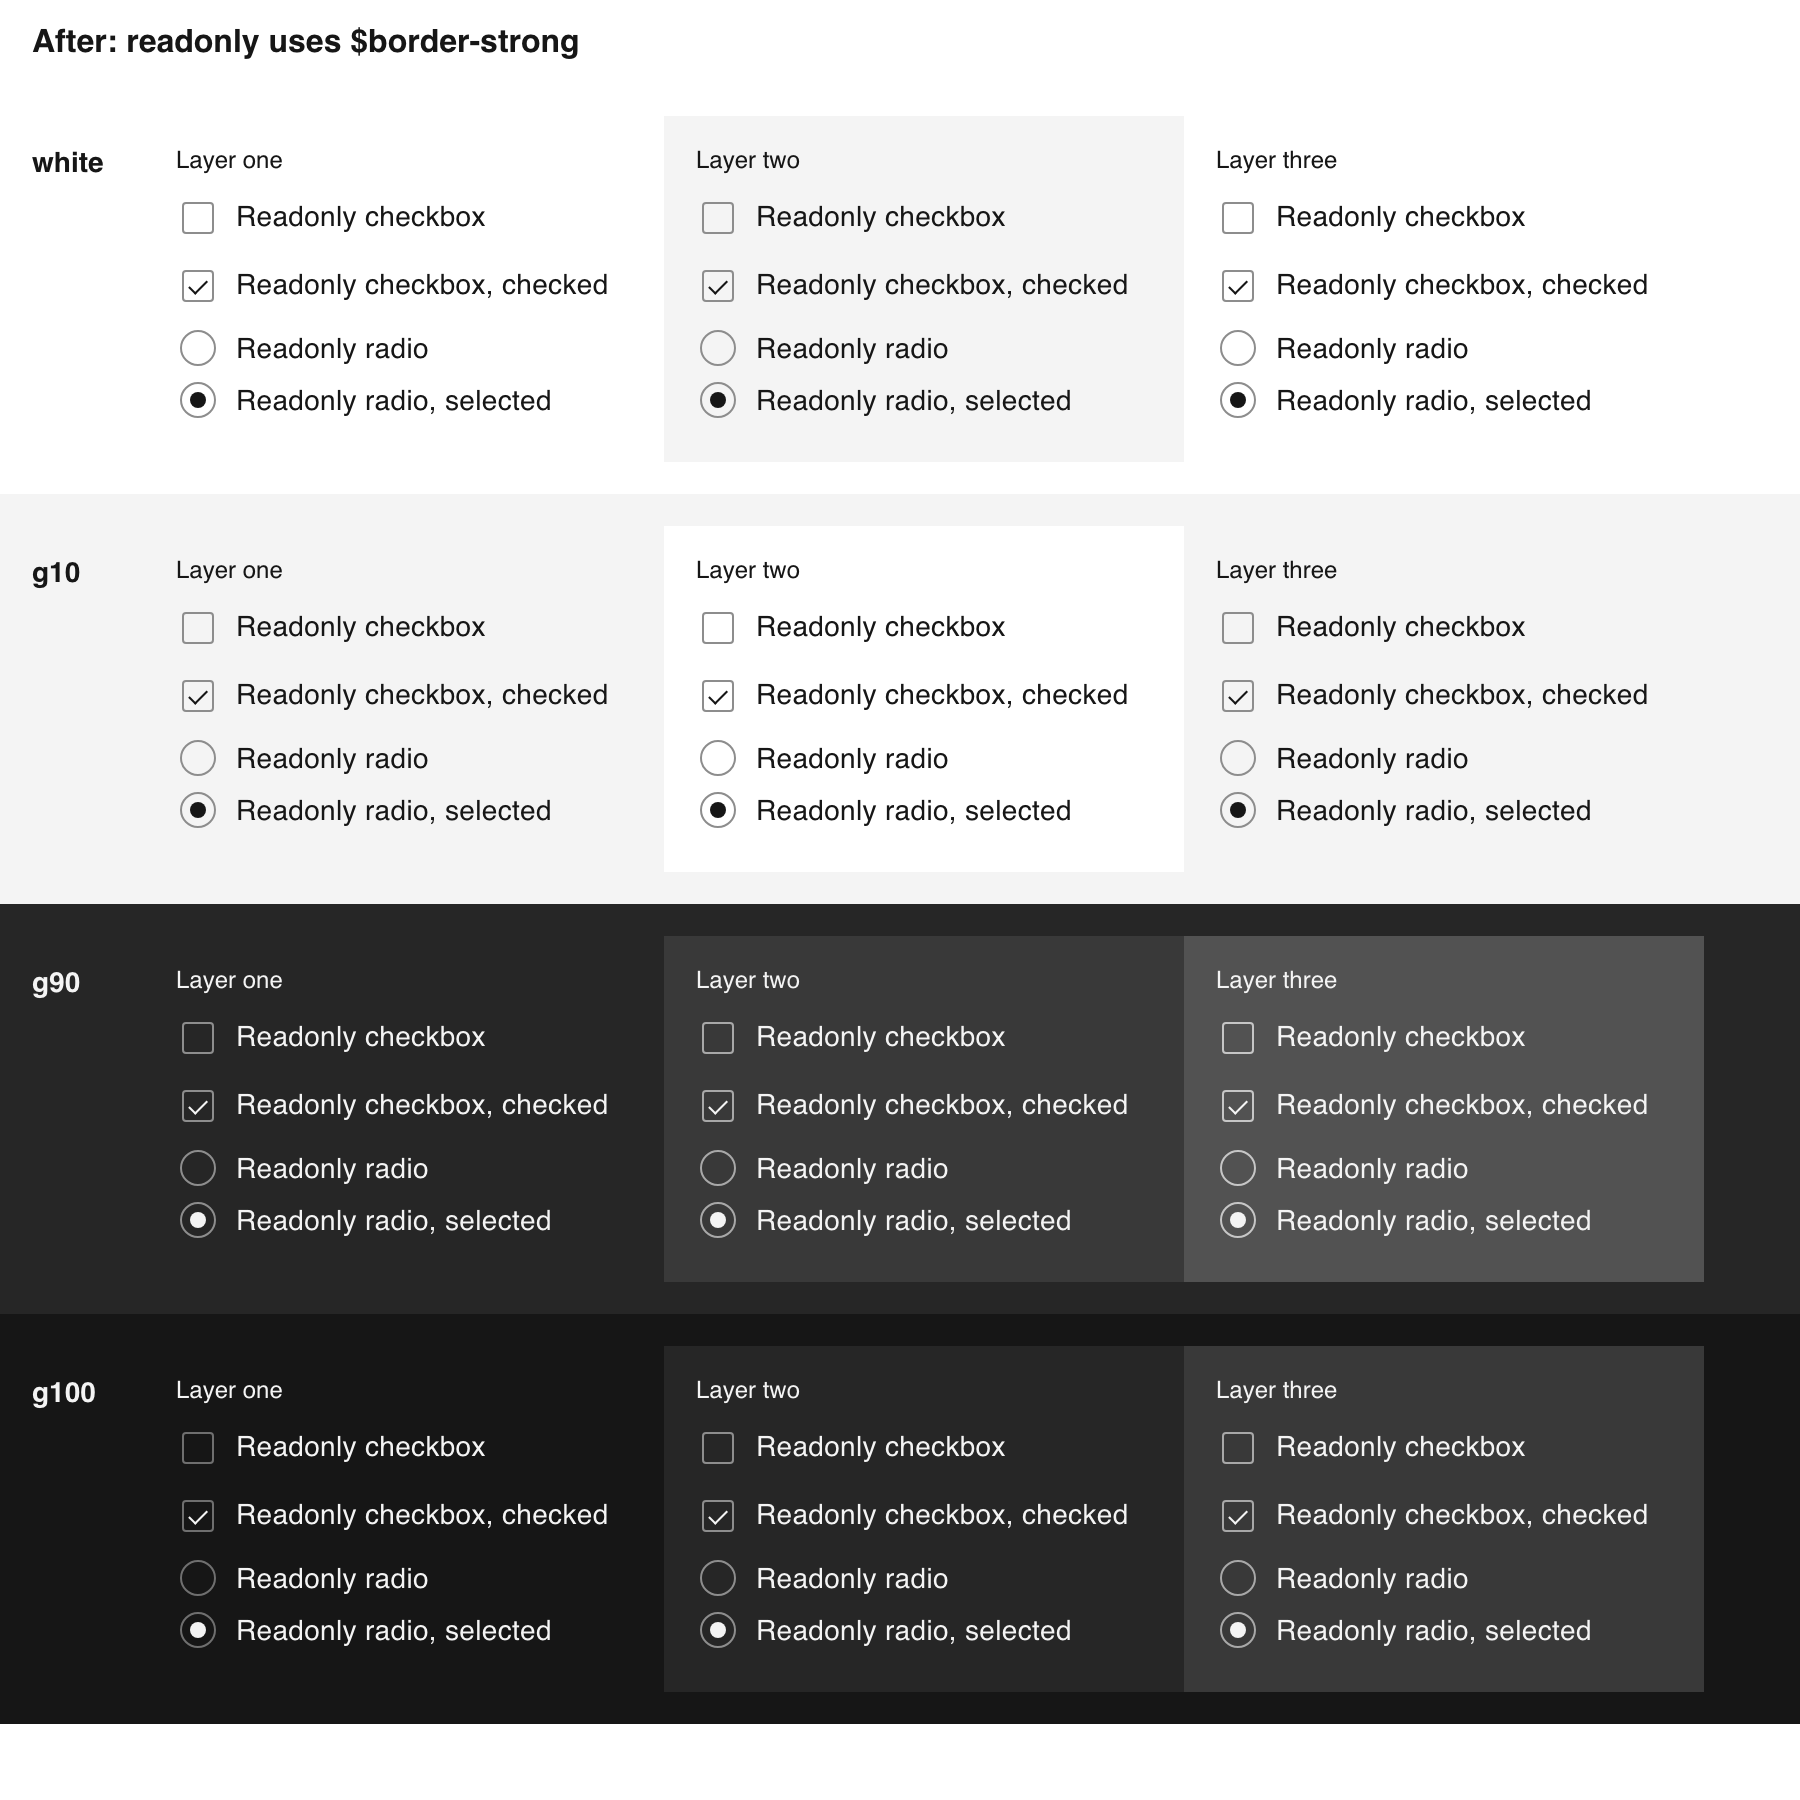 After: readonly uses $border-strong
white
Layer one
Readonly checkbox
Readonly checkbox, checked
Readonly radio
Readonly radio, selected
Layer two
Readonly checkbox
Readonly checkbox, checked
Readonly radio
Readonly radio, selected
Layer three
Readonly checkbox
Readonly checkbox, checked
Readonly radio
Readonly radio, selected
g10
Layer one
Readonly checkbox
Readonly checkbox, checked
Readonly radio
Readonly radio, selected
Layer two
Readonly checkbox
Readonly checkbox, checked
Readonly radio
Readonly radio, selected
Layer three
Readonly checkbox
Readonly checkbox, checked
Readonly radio
Readonly radio, selected
g90
Layer one
Readonly checkbox
Readonly checkbox, checked
Readonly radio
Readonly radio, selected
Layer two
Readonly checkbox
Readonly checkbox, checked
Readonly radio
Readonly radio, selected
Layer three
Readonly checkbox
Readonly checkbox, checked
Readonly radio
Readonly radio, selected
g100
Layer one
Readonly checkbox
Readonly checkbox, checked
Readonly radio
Readonly radio, selected
Layer two
Readonly checkbox
Readonly checkbox, checked
Readonly radio
Readonly radio, selected
Layer three
Readonly checkbox
Readonly checkbox, checked
Readonly radio
Readonly radio, selected